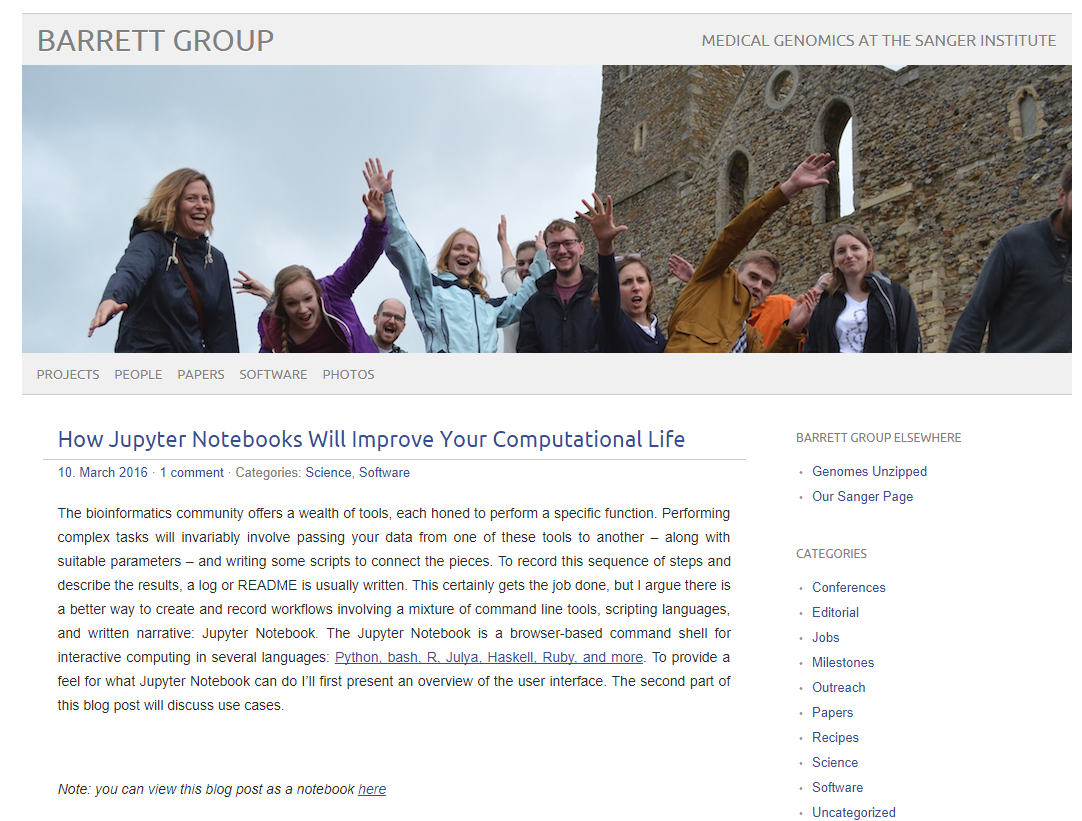 BARRETT GROUP
MEDICAL GENOMICS AT THE SANGER INSTITUTE
PROJECTS PEOPLE PAPERS SOFTWARE PHOTOS
How Jupyter Notebooks Will Improve Your Computational Life
10. March 2016 · 1 comment · Categories: Science, Software
The bioinformatics community offers a wealth of tools, each honed to perform a specific function. Performing
complex tasks will invariably involve passing your data from one of these tools to another – along with
suitable parameters – and writing some scripts to connect the pieces. To record this sequence of steps and
describe the results, a log or README is usually written. This certainly gets the job done, but I argue there is
a better way to create and record workflows involving a mixture of command line tools, scripting languages,
and written narrative: Jupyter Notebook. The Jupyter Notebook is a browser-based command shell for
interactive computing in several languages: Python, bash, R, Julya, Haskell, Ruby, and more. To provide a
feel for what Jupyter Notebook can do I'll first present an overview of the user interface. The second part of
this blog post will discuss use cases.
Note: you can view this blog post as a notebook here
BARRETT GROUP ELSEWHERE
Genomes Unzipped
Our Sanger Page
CATEGORIES
Conferences
Editorial
Jobs
Milestones
Outreach
Papers
Recipes
Science
Software
Uncategorized